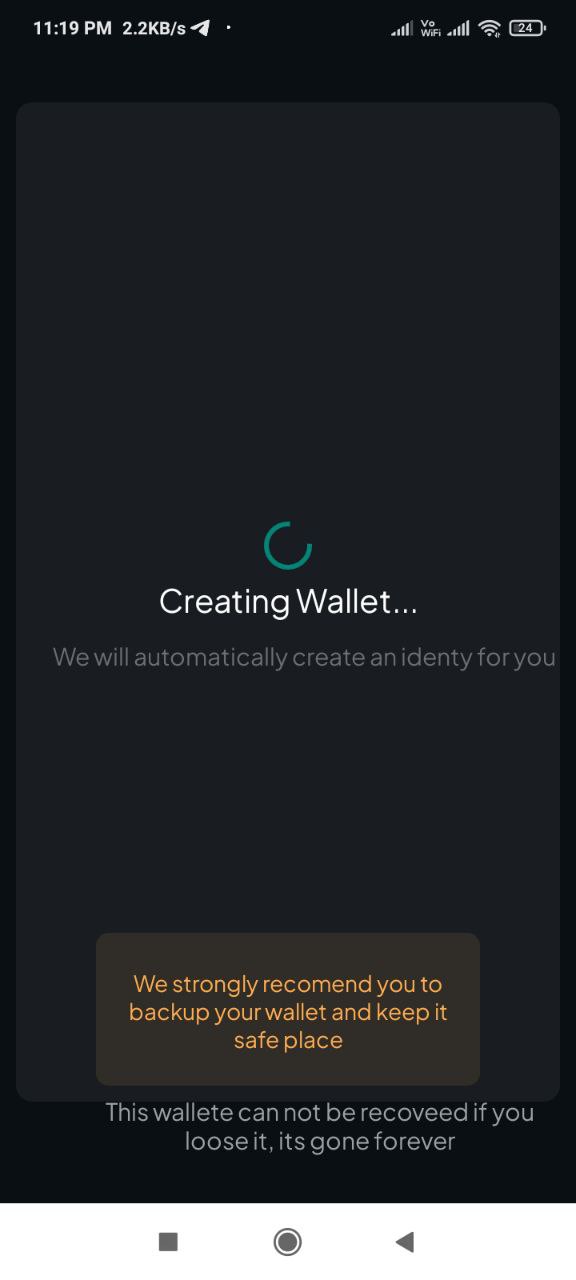 11:19 PM 2.2KB/s
Vo
WiFi
24
Creating Wallet...
We will automatically create an identy for you
We strongly recomend you to
backup your wallet and keep it
safe place
This wallete can not be recoveed if you
loose it, its gone forever